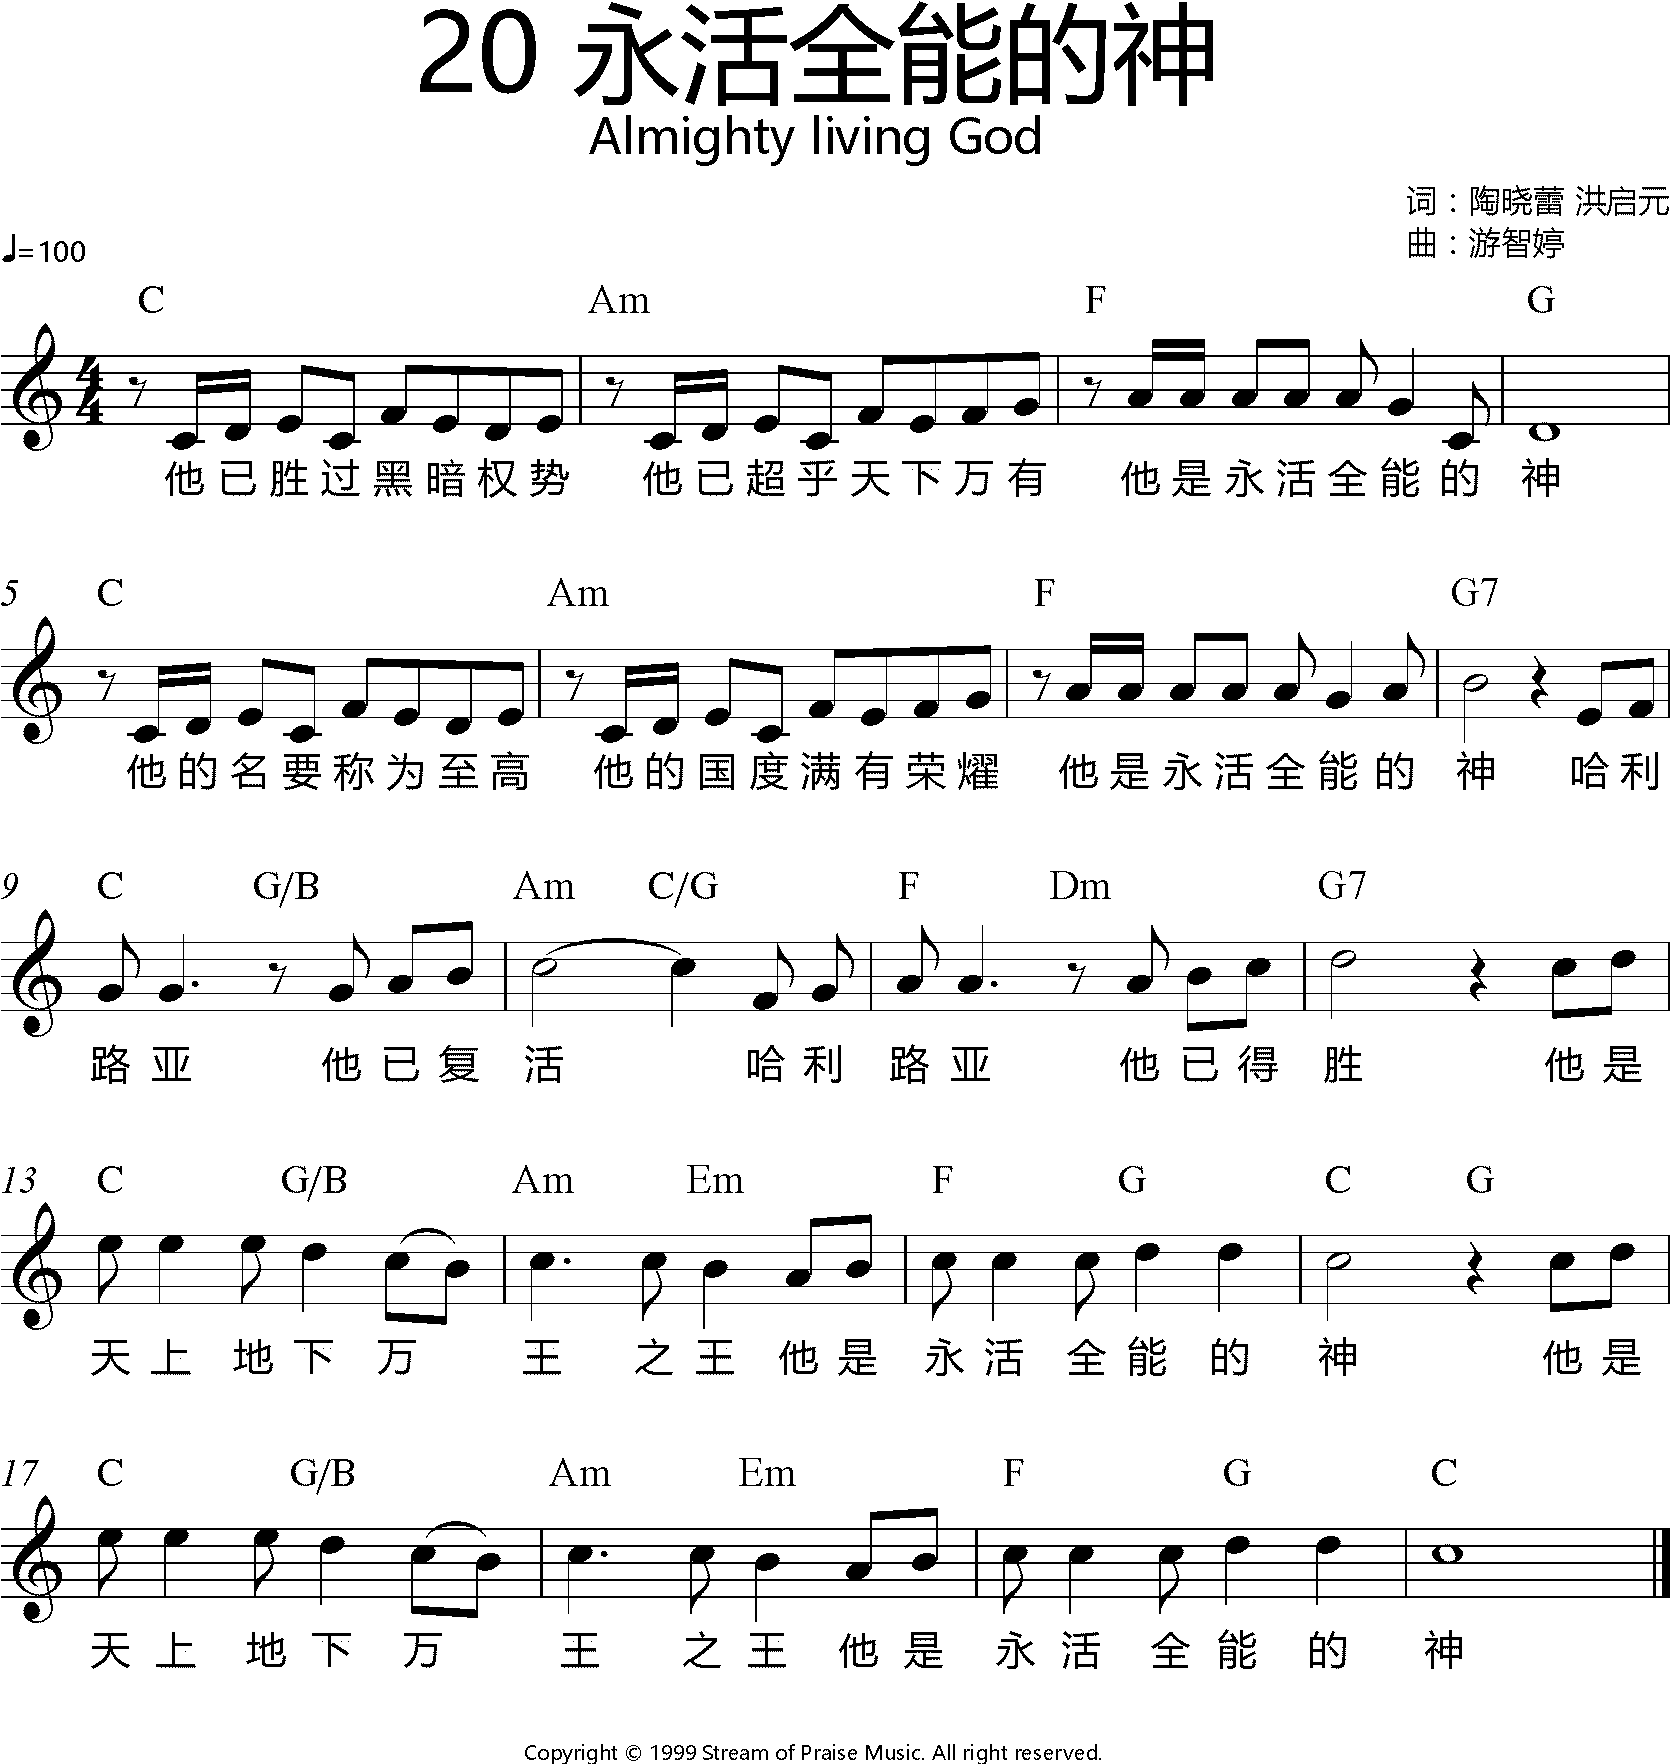 20 永活全能的神
Almighty living God
词：陶晓蕾 洪启元
曲：游智婷
♩=100
C Am F G
他已胜过黑暗权势 他已超乎天下万有 他是永活全能的 神
5 C Am F G7
他的名要称为至高 他的国度满有荣耀 他是永活全能的 神 哈利
9 C G/B Am C/G F Dm G7
路亚 他已复 活 哈利 路亚 他已得 胜 他是
13 C G/B Am Em F G C G
天上 地下 万 王 之王他是 永活 全能 的 神 他是
17 C G/B Am Em F G C
天上 地下 万 王 之王他是 永活 全能 的 神
Copyright © 1999 Stream of Praise Music. All right reserved.